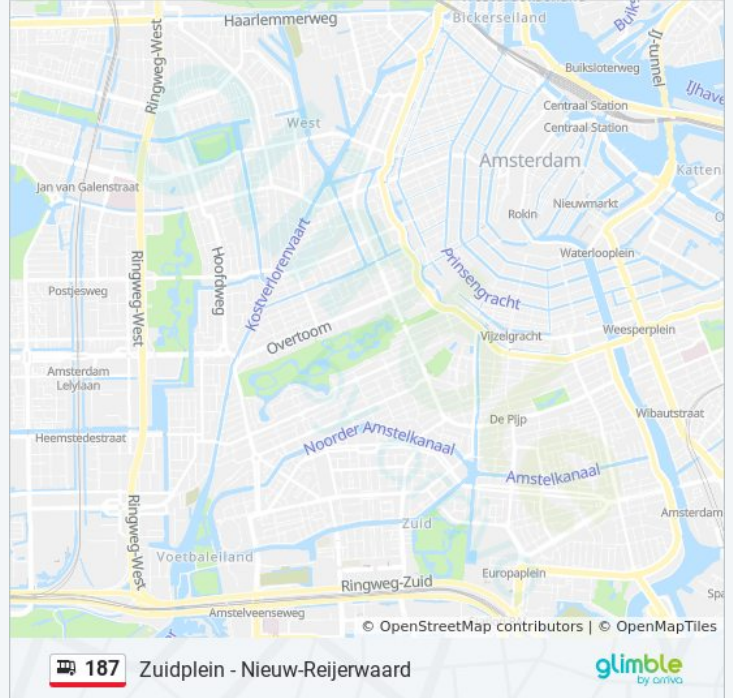 Haarlemmerweg
Bickerseiland
Buiks
IJ-tunnel
Buiksloterweg
IJhave
Ringweg-West
Centraal Station
Centraal Station
West
Amsterdam
Katten
Jan van Galenstraat
Nieuwmarkt
Rokin
O
Kostverlorenvaart
Waterlooplein
Hoofdweg
Ringweg-West
Prinsengracht
Postjesweg
Overtoom
Vijzelgracht
Weesperplein
Amsterdam
Lelylaan
De Pijp
Wibautstraat
Heemstedestraat
Noorder Amstelkanaal
Amstelkanaal
Ringweg-West
Amsterdam
Zuid
Voetbaleiland
Europaplein
Ringweg-Zuid
Spa
Amstelveenseweg
er
© OpenStreetMap contributors | © OpenMapTiles
187 Zuidplein - Nieuw-Reijerwaard
glimble
by arriva